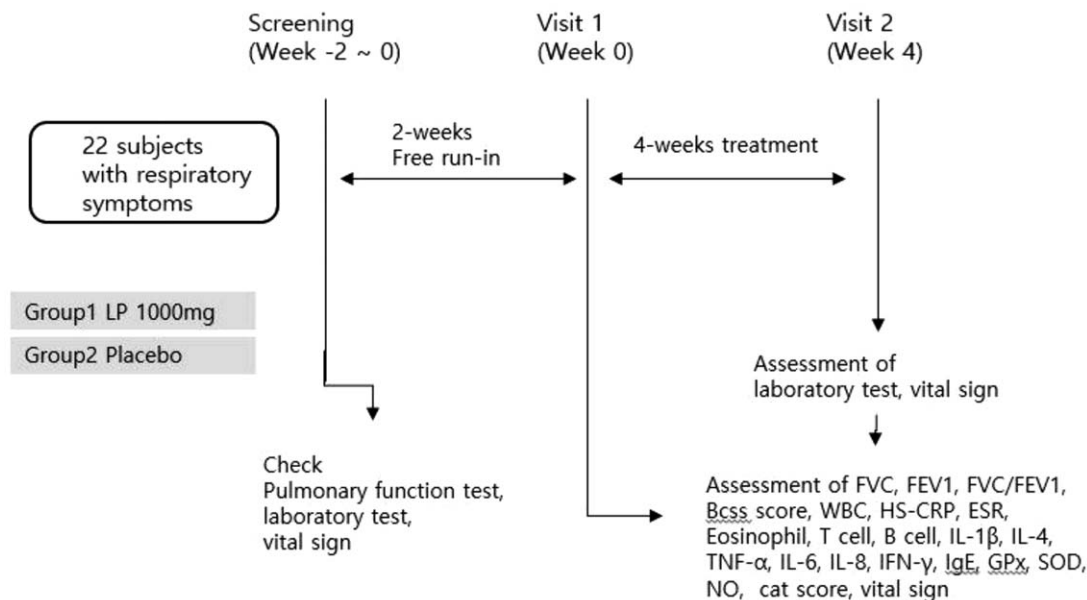 Screening
(Week -2 ~ 0)
Visit 1
(Week 0)
Visit 2
(Week 4)
22 subjects
with respiratory
symptoms
2-weeks
Free run-in
4-weeks treatment
Group1 LP 1000mg
Group2 Placebo
Assessment of
laboratory test, vital sign
Check
Pulmonary function test,
laboratory test,
vital sign
Assessment of FVC, FEV1, FVC/FEV1,
Bcss score, WBC, HS-CRP, ESR,
Eosinophil, T cell, B cell, IL-1β, IL-4,
TNF-α, IL-6, IL-8, IFN-γ, IgE, GPx, SOD,
NO, cat score, vital sign